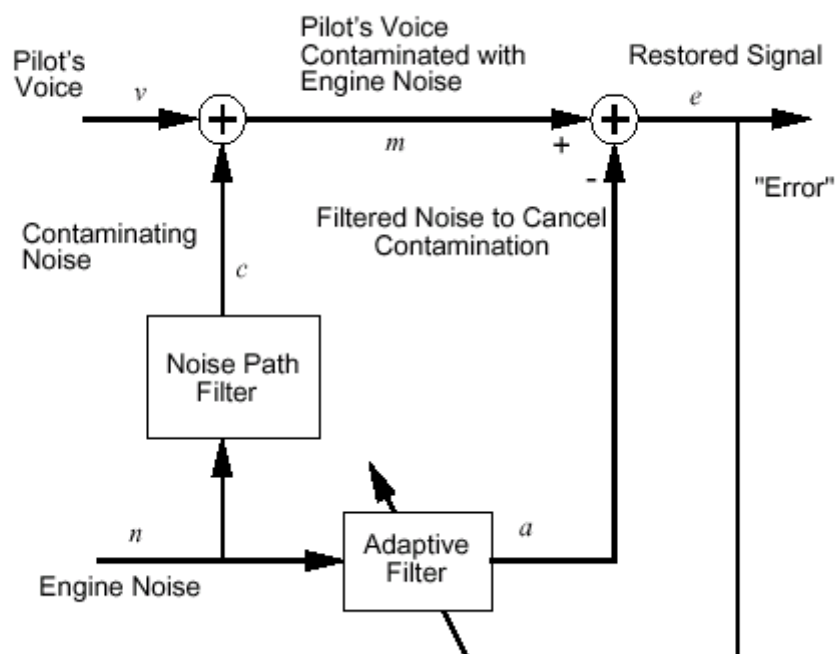 Pilot's
Voice
v
Pilot's Voice
Contaminated with
Engine Noise
Restored Signal
e
+
m
+
+
-
"Error"
Contaminating
Noise
c
Filtered Noise to Cancel
Contamination
Noise Path
Filter
n
Engine Noise
Adaptive
Filter
a